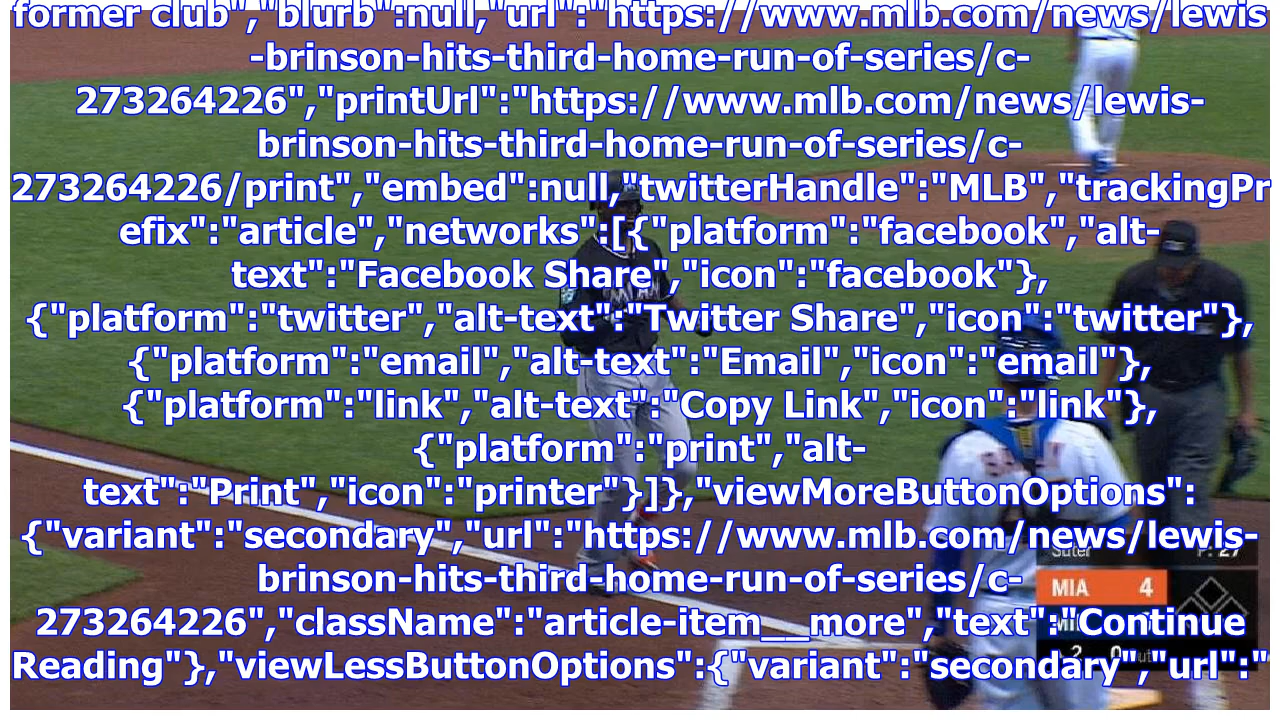 former club","blurb":null,"url":"https://www.mlb.com/news/lewis
-brinson-hits-third-home-run-of-series/c-
273264226","printUrl":"https://www.mlb.com/news/lewis-
brinson-hits-third-home-run-of-series/c-
273264226/print","embed":null,"twitterHandle":"MLB","trackingPr
efix":"article","networks":[{"platform":"facebook","alt-
text":"Facebook Share","icon":"facebook"},
{"platform":"twitter","alt-text":"Twitter Share","icon":"twitter"},
{"platform":"email","alt-text":"Email","icon":"email"},
{"platform":"link","alt-text":"Copy Link","icon":"link"},
{"platform":"print","alt-
text":"Print","icon":"printer"}]},"viewMoreButtonOptions":
{"variant":"secondary","url":"https://www.mlb.com/news/lewis-
brinson-hits-third-home-run-of-series/c-
273264226","className":"article-item__more","text":"Continue
Reading"},"viewLessButtonOptions":{"variant":"secondary","url":"
Suter P: 27
MIA 4